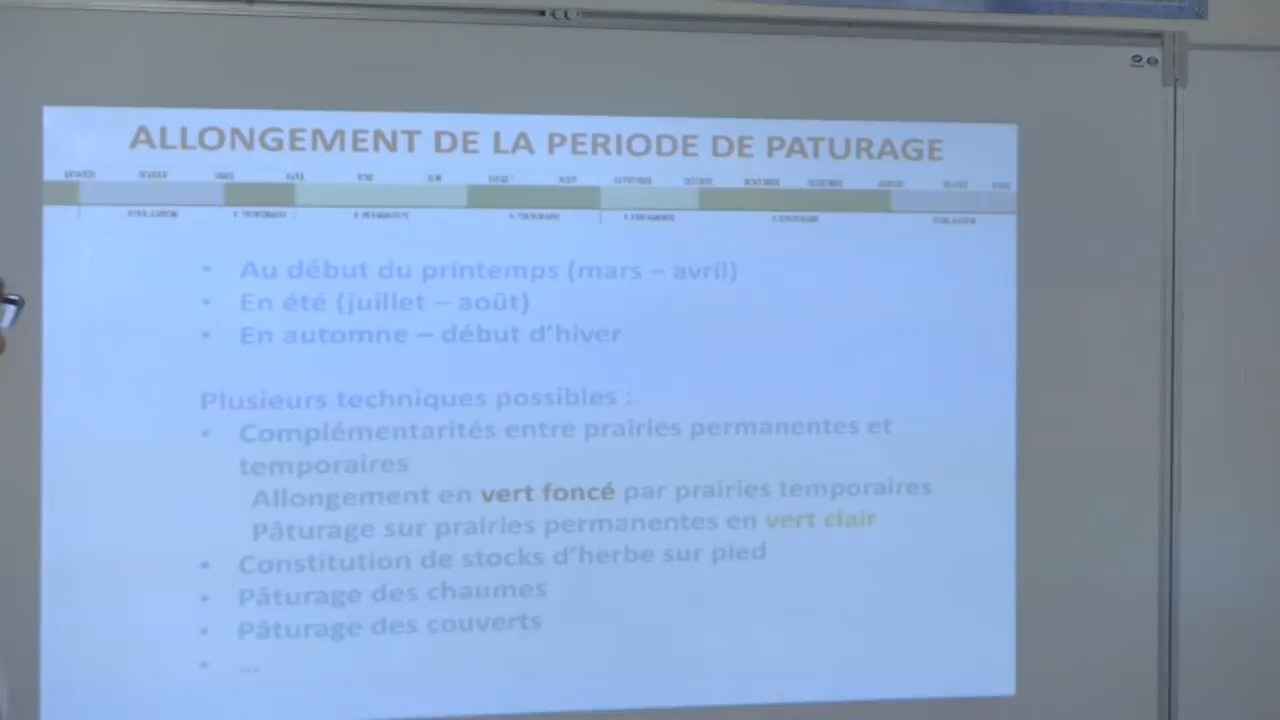 ALLONGEMENT DE LA PERIODE DE PATURAGE
• Au début du printemps (mars – avril)
• En été (juillet – août)
• En automne – début d'hiver
Plusieurs techniques possibles :
• Complémentarités entre prairies permanentes et
temporaires
Allongement en vert foncé par prairies temporaires
Pâturage sur prairies permanentes en vert clair
• Constitution de stocks d'herbe sur pied
• Pâturage des chaumes
• Pâturage des couverts
• ...